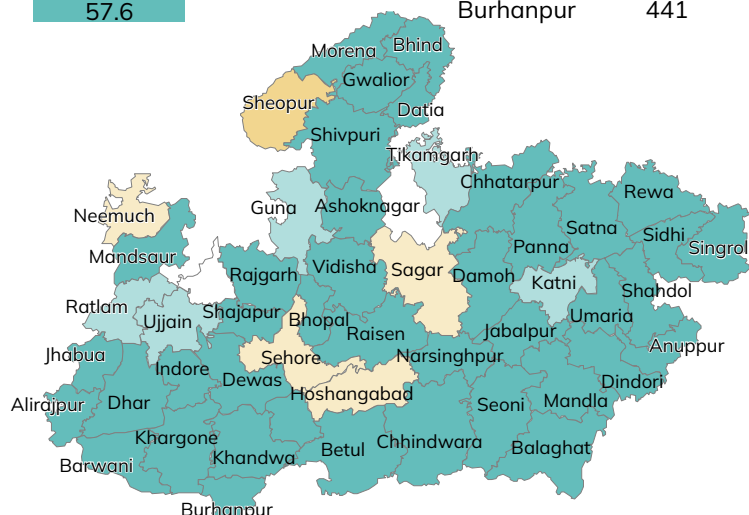 57.6
Burhanpur 441
Morena
Bhind
Gwalior
Sheopur
Datia
Shivpuri
Tikamgarh
Chhatarpur
Rewa
Neemuch
Guna
Ashoknagar
Satna
Sidhi
Panna
Singrol
Mandsaur
Rajgarh
Vidisha
Sagar
Damoh
Katni
Shahdol
Ratlam
Ujjain
Shajapur
Bhopal
Raisen
Jabalpur
Umaria
Anuppur
Jhabua
Indore
Sehore
Narsinghpur
Dewas
Hoshangabad
Dindori
Alirajpur
Dhar
Seoni
Mandla
Khargone
Khandwa
Betul
Chhindwara
Balaghat
Barwani
Burhanpur